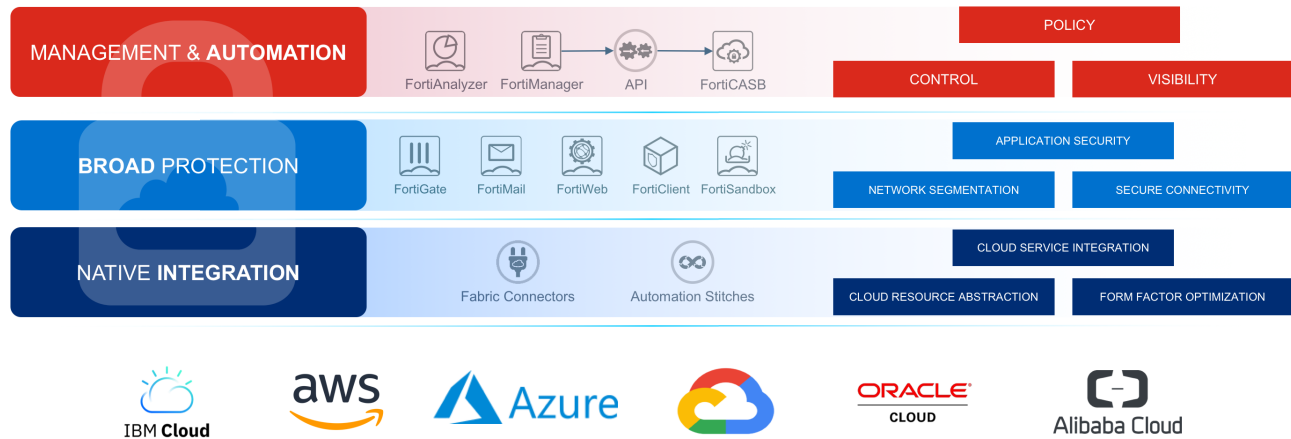 MANAGEMENT & AUTOMATION
FortiAnalyzer
FortiManager
API
FortiCASB
POLICY
CONTROL
VISIBILITY
BROAD PROTECTION
FortiGate
FortiMail
FortiWeb
FortiClient
FortiSandbox
APPLICATION SECURITY
NETWORK SEGMENTATION
SECURE CONNECTIVITY
NATIVE INTEGRATION
Fabric Connectors
Automation Stitches
CLOUD SERVICE INTEGRATION
CLOUD RESOURCE ABSTRACTION
FORM FACTOR OPTIMIZATION
IBM Cloud
aws
Azure
ORACLE®
CLOUD
Alibaba Cloud